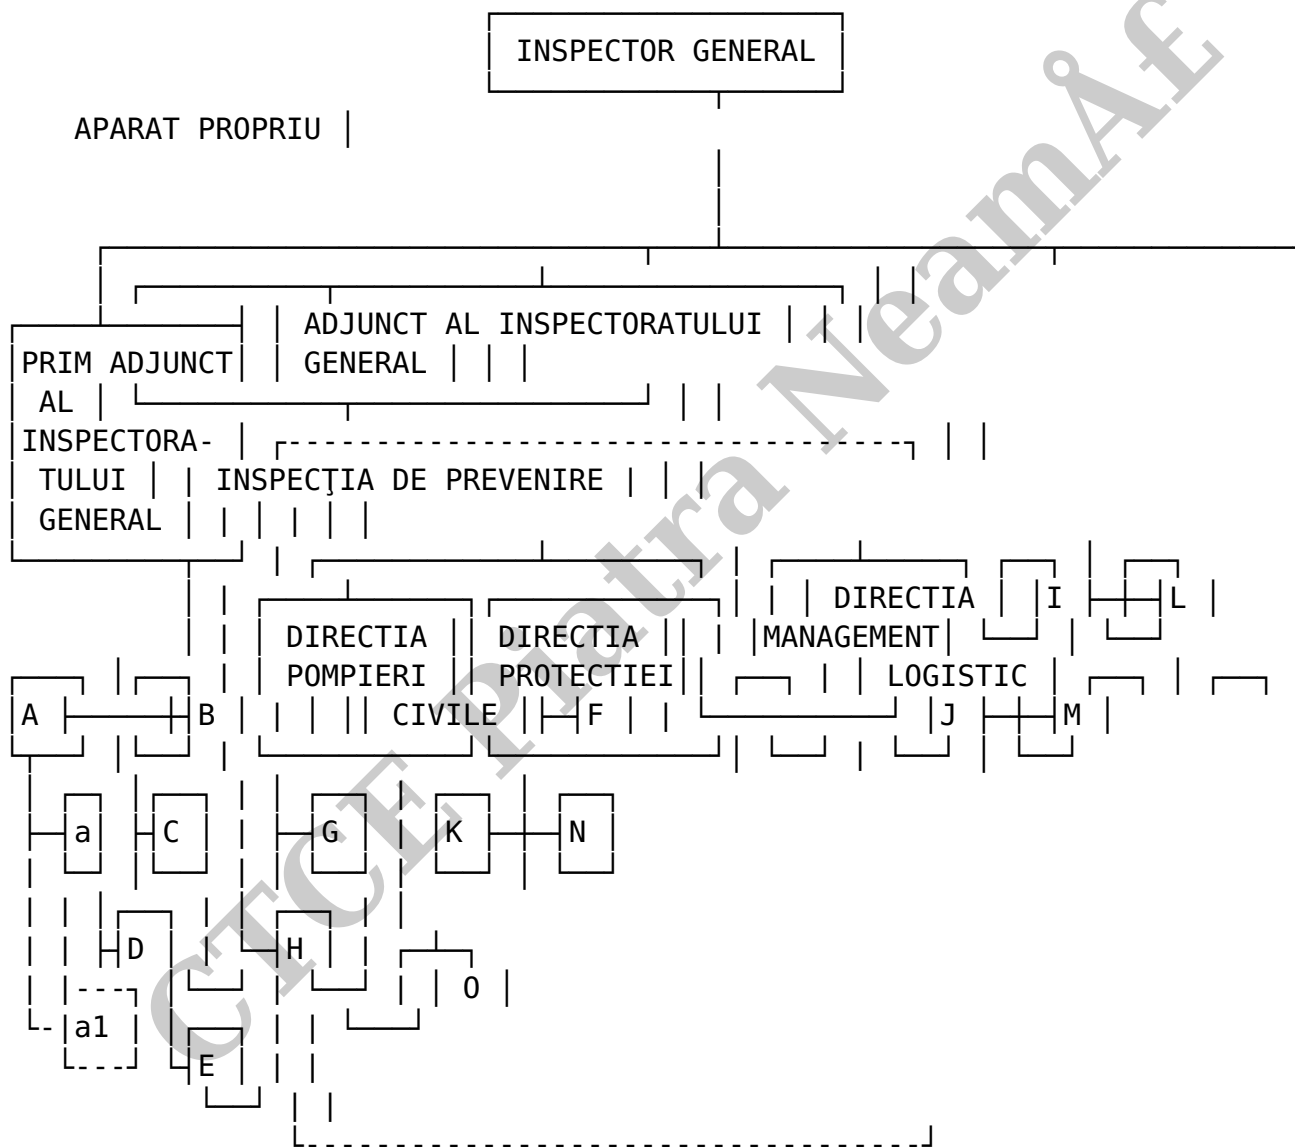 INSPECTOR GENERAL
APARAT PROPRIU
ADJUNCT AL INSPECTORATULUI
PRIM ADJUNCT GENERAL
AL
INSPECTORA-
TULUI INSPECŢIA DE PREVENIRE
GENERAL
DIRECTIA I L
DIRECTIA DIRECTIA MANAGEMENT
POMPIERI PROTECTIEI LOGISTIC
A B CIVILE F J M
a C G K N
D H
O
a1
E
CTCE Piatra NeamÅ£